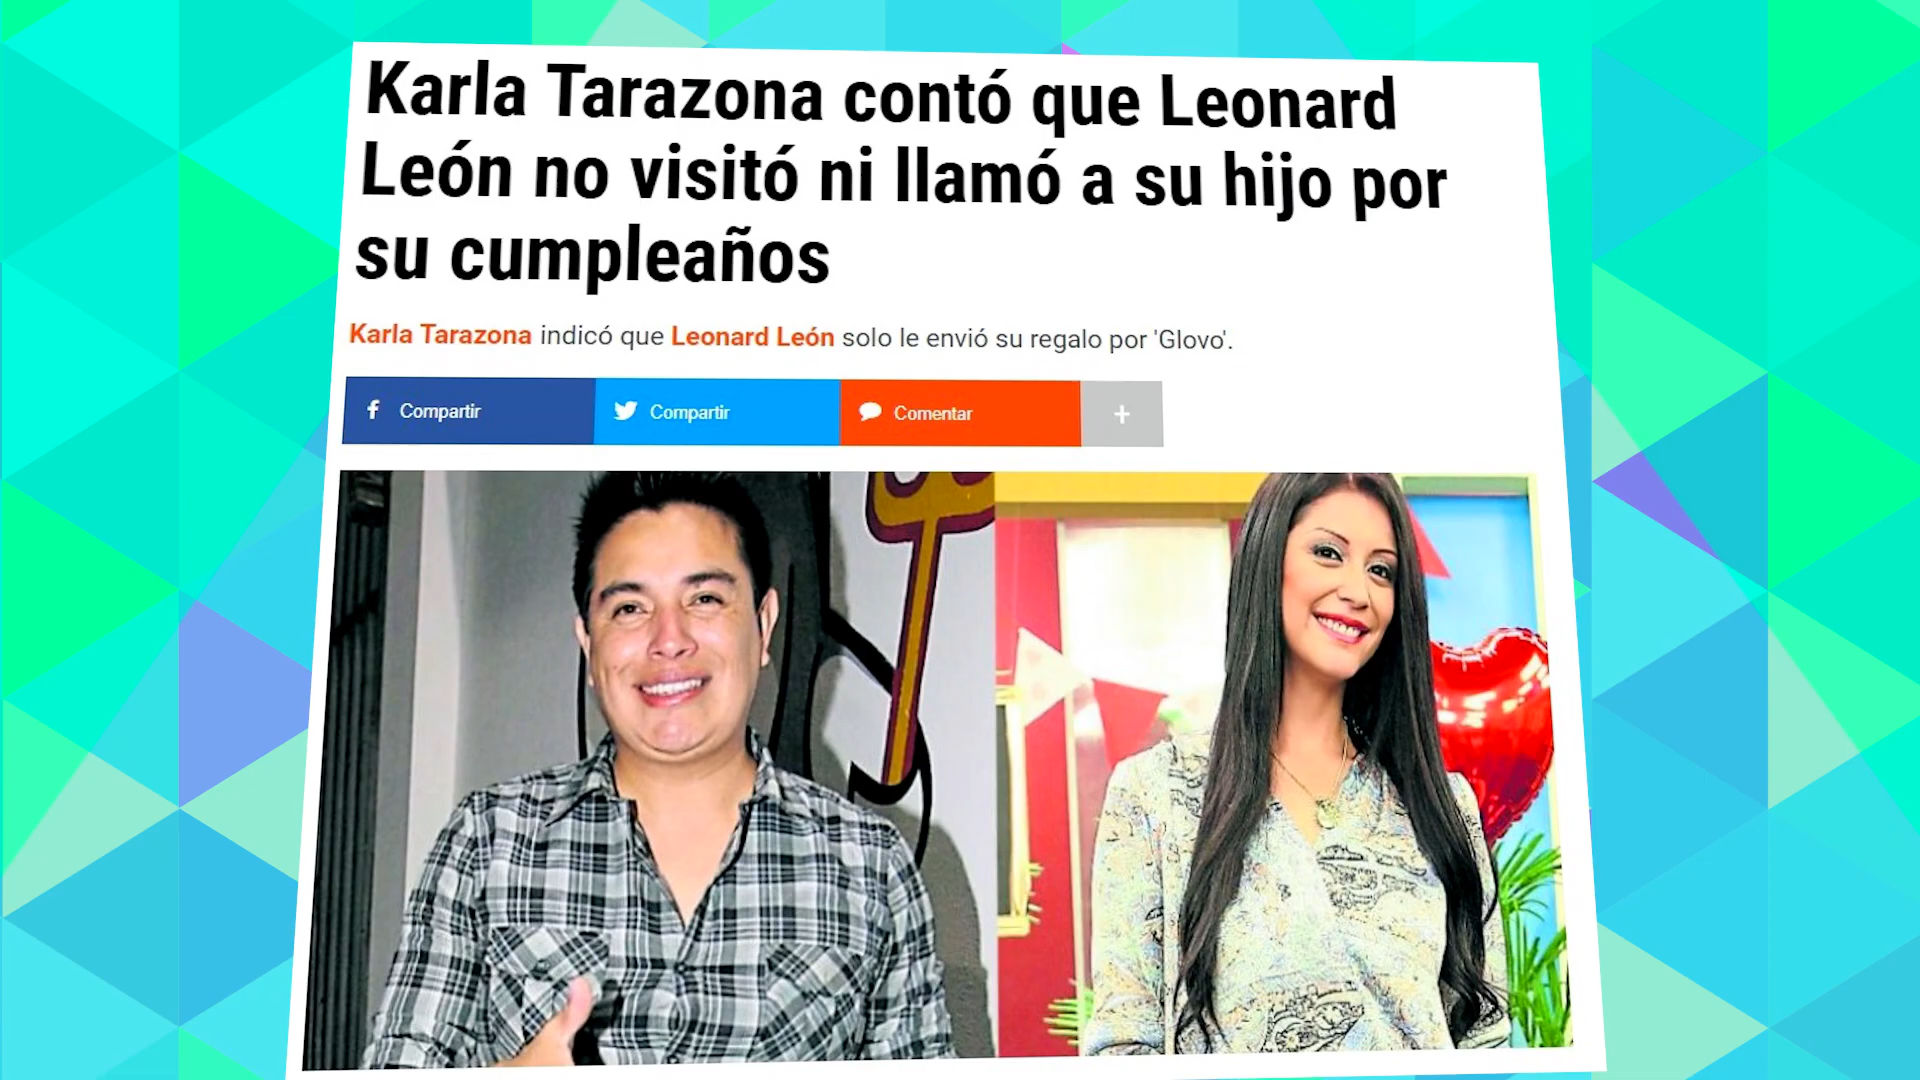 Karla Tarazona contó que Leonard
León no visitó ni llamó a su hijo por
su cumpleaños
Karla Tarazona indicó que Leonard León solo le envió su regalo por 'Glovo'.
Compartir
Compartir
Comentar
+